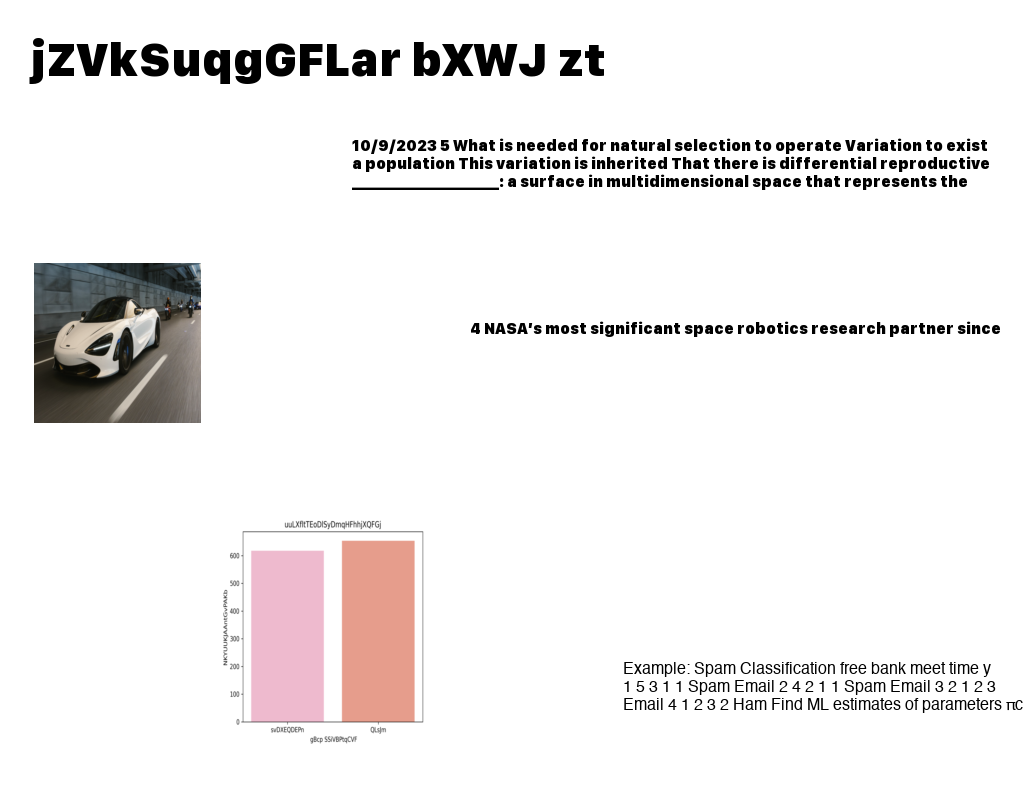 jZVkSuqgGFLar bXWJ zt
10/9/2023 5 What is needed for natural selection to operate Variation to exist
a population This variation is inherited That there is differential reproductive
_________________: a surface in multidimensional space that represents the
4 NASA's most significant space robotics research partner since
600
500
400
300
200
100
0
svDXEQDEPn
QLsJm
gBcp SSiVBPtqCVF
Example: Spam Classification free bank meet time y
1 5 3 1 1 Spam Email 2 4 2 1 1 Spam Email 3 2 1 2 3
Email 4 1 2 3 2 Ham Find ML estimates of parameters πc